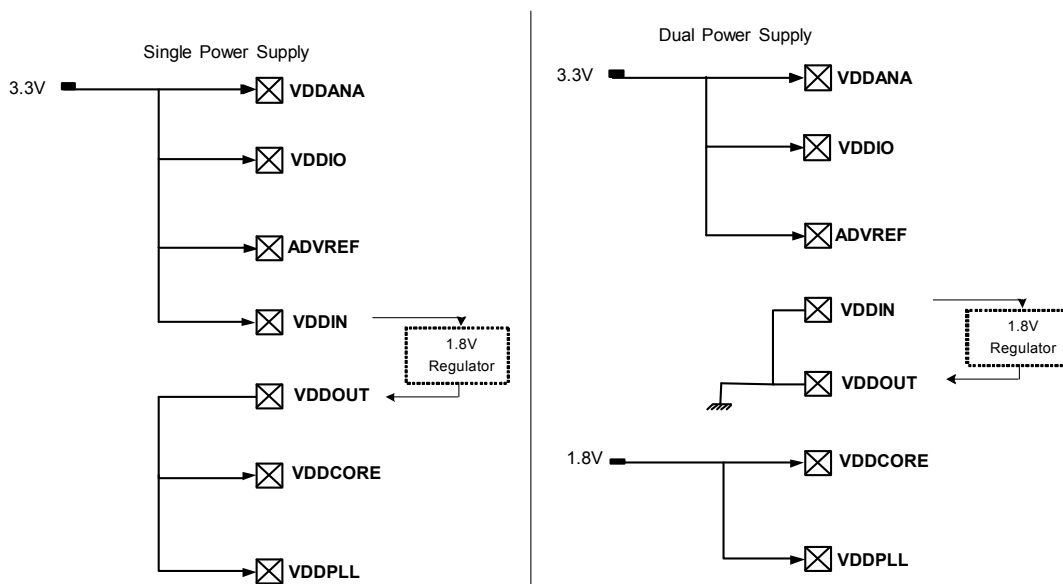 Single Power Supply
3.3V
VDDANA
VDDIO
ADVREF
VDDIN
1.8V
Regulator
VDDOUT
VDDCORE
VDDPLL
Dual Power Supply
3.3V
VDDANA
VDDIO
ADVREF
VDDIN
1.8V
Regulator
VDDOUT
1.8V
VDDCORE
VDDPLL